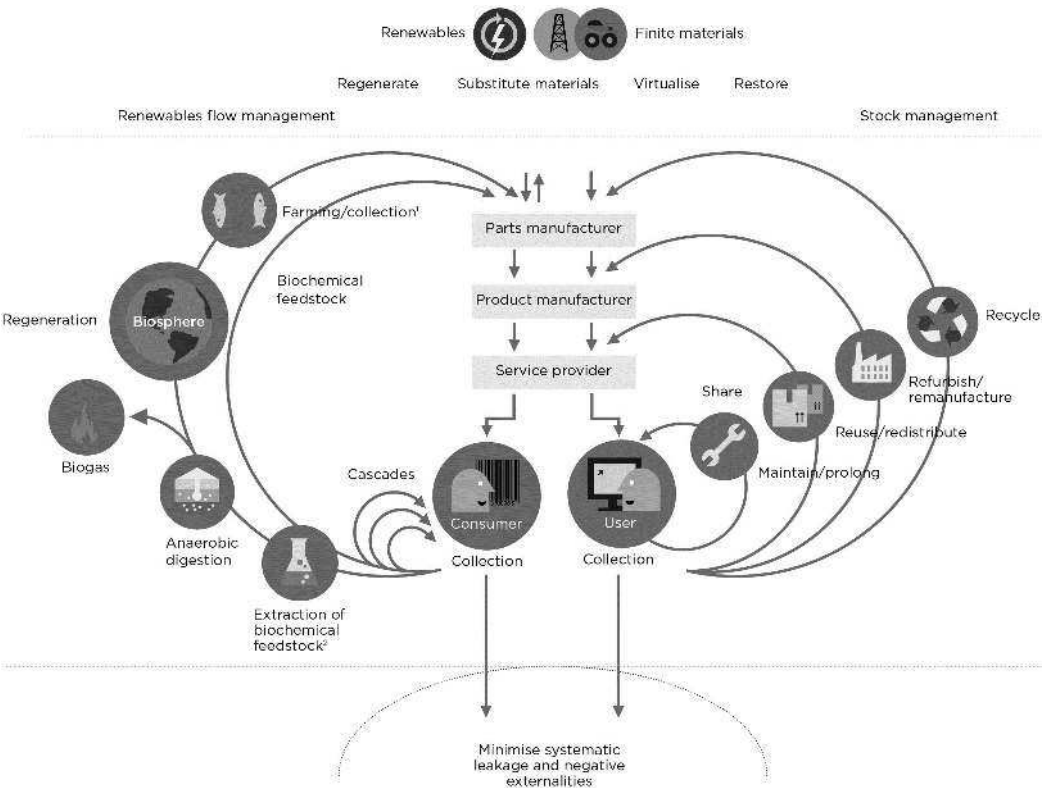 Renewables
Finite materials
Regenerate
Substitute materials
Virtualise
Restore
Renewables flow management
Stock management
Farming/collection¹
Parts manufacturer
Biochemical
feedstock
Product manufacturer
Regeneration
Biosphere
Recycle
Service provider
Share
Refurbish/
remanufacture
Reuse/redistribute
Biogas
Cascades
Maintain/prolong
Consumer
User
Anaerobic
digestion
Collection
Collection
Extraction of
biochemical
feedstock²
Minimise systematic
leakage and negative
externalities